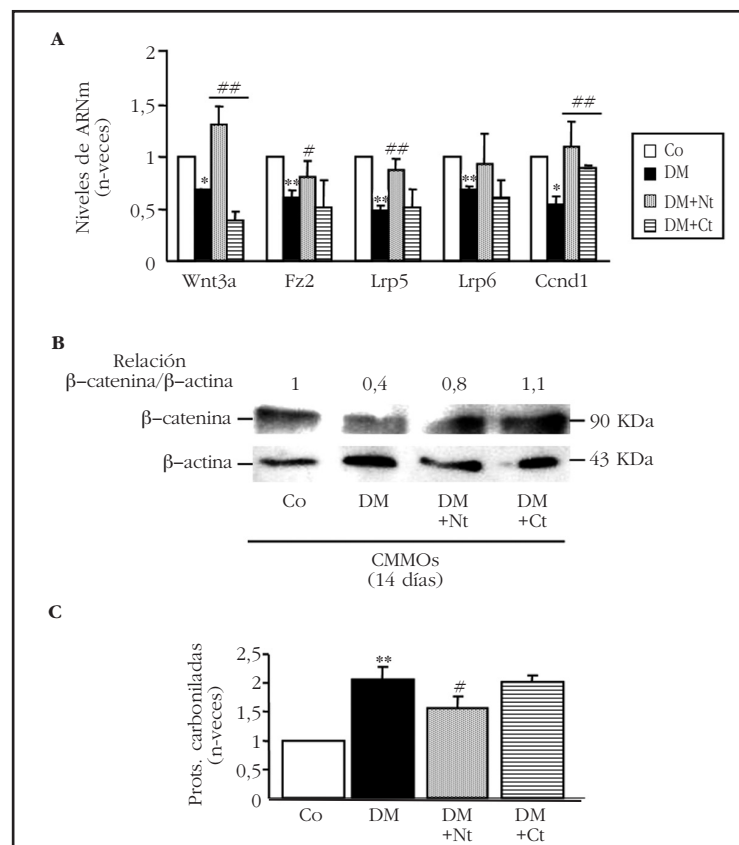 A
Niveles de ARNm
(n-veces)
2
1,5
1
0,5
0
##
*
#
**
##
**
**
##
*
Wnt3a
Fz2
Lrp5
Lrp6
Ccnd1
Co
DM
DM+Nt
DM+Ct
B
Relación
β–catenina/β–actina
1
0,4
0,8
1,1
β–catenina
90 KDa
β–actina
43 KDa
Co
DM
DM
+Nt
DM
+Ct
CMMOs
(14 días)
C
Prots. carboniladas
(n-veces)
2,5
2
1,5
1
0,5
0
**
#
Co
DM
DM
+Nt
DM
+Ct